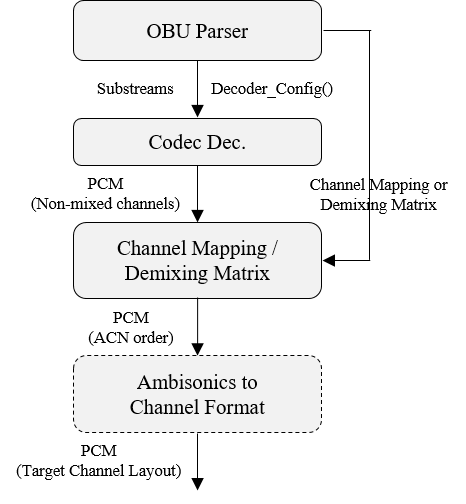 OBU Parser
Substreams
Decoder_Config()
Codec Dec.
PCM
(Non-mixed channels)
Channel Mapping or
Demixing Matrix
Channel Mapping /
Demixing Matrix
PCM
(ACN order)
Ambisonics to
Channel Format
PCM
(Target Channel Layout)